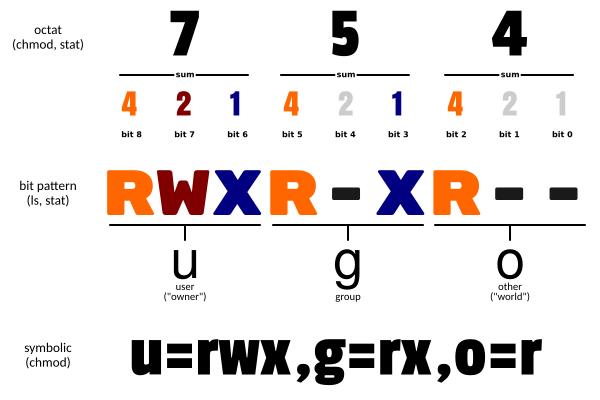 octat
(chmod, stat)
7 5 4
sum sum sum
4 2 1 4 2 1 4 2 1
bit 8 bit 7 bit 6 bit 5 bit 4 bit 3 bit 2 bit 1 bit 0
bit pattern
(ls, stat)
RWXR-XR--
u g o
user
("owner")
group
other
("world")
symbolic
(chmod)
u=rwx,g=rx,o=r